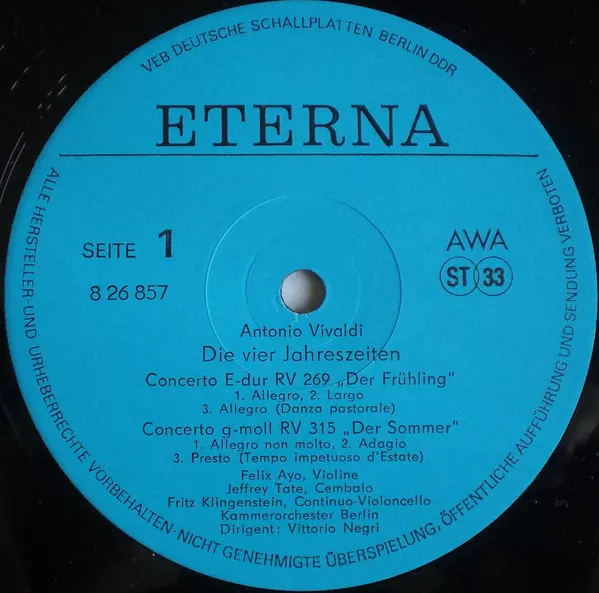 VEB DEUTSCHE SCHALLPLATTEN BERLIN DDR
ETERNA
SEITE 1
8 26 857
AWA
ST 33
Antonio Vivaldi
Die vier Jahreszeiten
Concerto E-dur RV 269 „Der Frühling“
1. Allegro, 2. Largo
3. Allegro (Danza pastorale)
Concerto g-moll RV 315 „Der Sommer“
1. Allegro non molto, 2. Adagio
3. Presto (Tempo impetuoso d'Estate)
Felix Ayo, Violine
Jeffrey Tate, Cembalo
Fritz Klingenstein, Continuo-Violoncello
Kammerorchester Berlin
Dirigent: Vittorio Negri
ALLE HERSTELLER- UND URHEBERRECHTE VORBEHALTEN-NICHT GENEHMIGTE ÜBERSPIELUNG, ÖFFENTLICHE AUFFÜHRUNG UND SENDUNG VERBOTEN